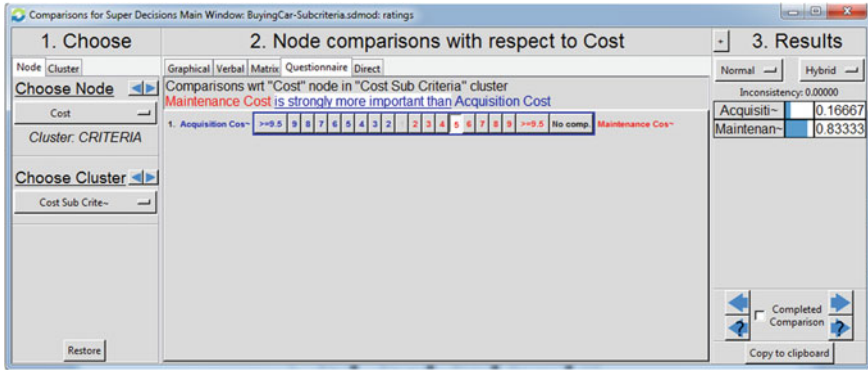 Comparisons for Super Decisions Main Window: BuyingCar-Subcriteria.sdmod: ratings
1. Choose
2. Node comparisons with respect to Cost
+
3. Results
Node Cluster
Graphical Verbal Matrix Questionnaire Direct
Normal Hybrid
Choose Node
Comparisons wrt "Cost" node in "Cost Sub Criteria" cluster
Maintenance Cost is strongly more important than Acquisition Cost
Inconsistency: 0.00000
Cost
Cluster: CRITERIA
1. Acquisition Cos~ >=9.5 9 8 7 6 5 4 3 2 2 3 4 5 6 7 8 9 >=9.5 No comp. Maintenance Cos~
Acquisiti~ 0.16667
Maintenan~ 0.83333
Choose Cluster
Cost Sub Crite~
Restore
? Completed Comparison ?
Copy to clipboard